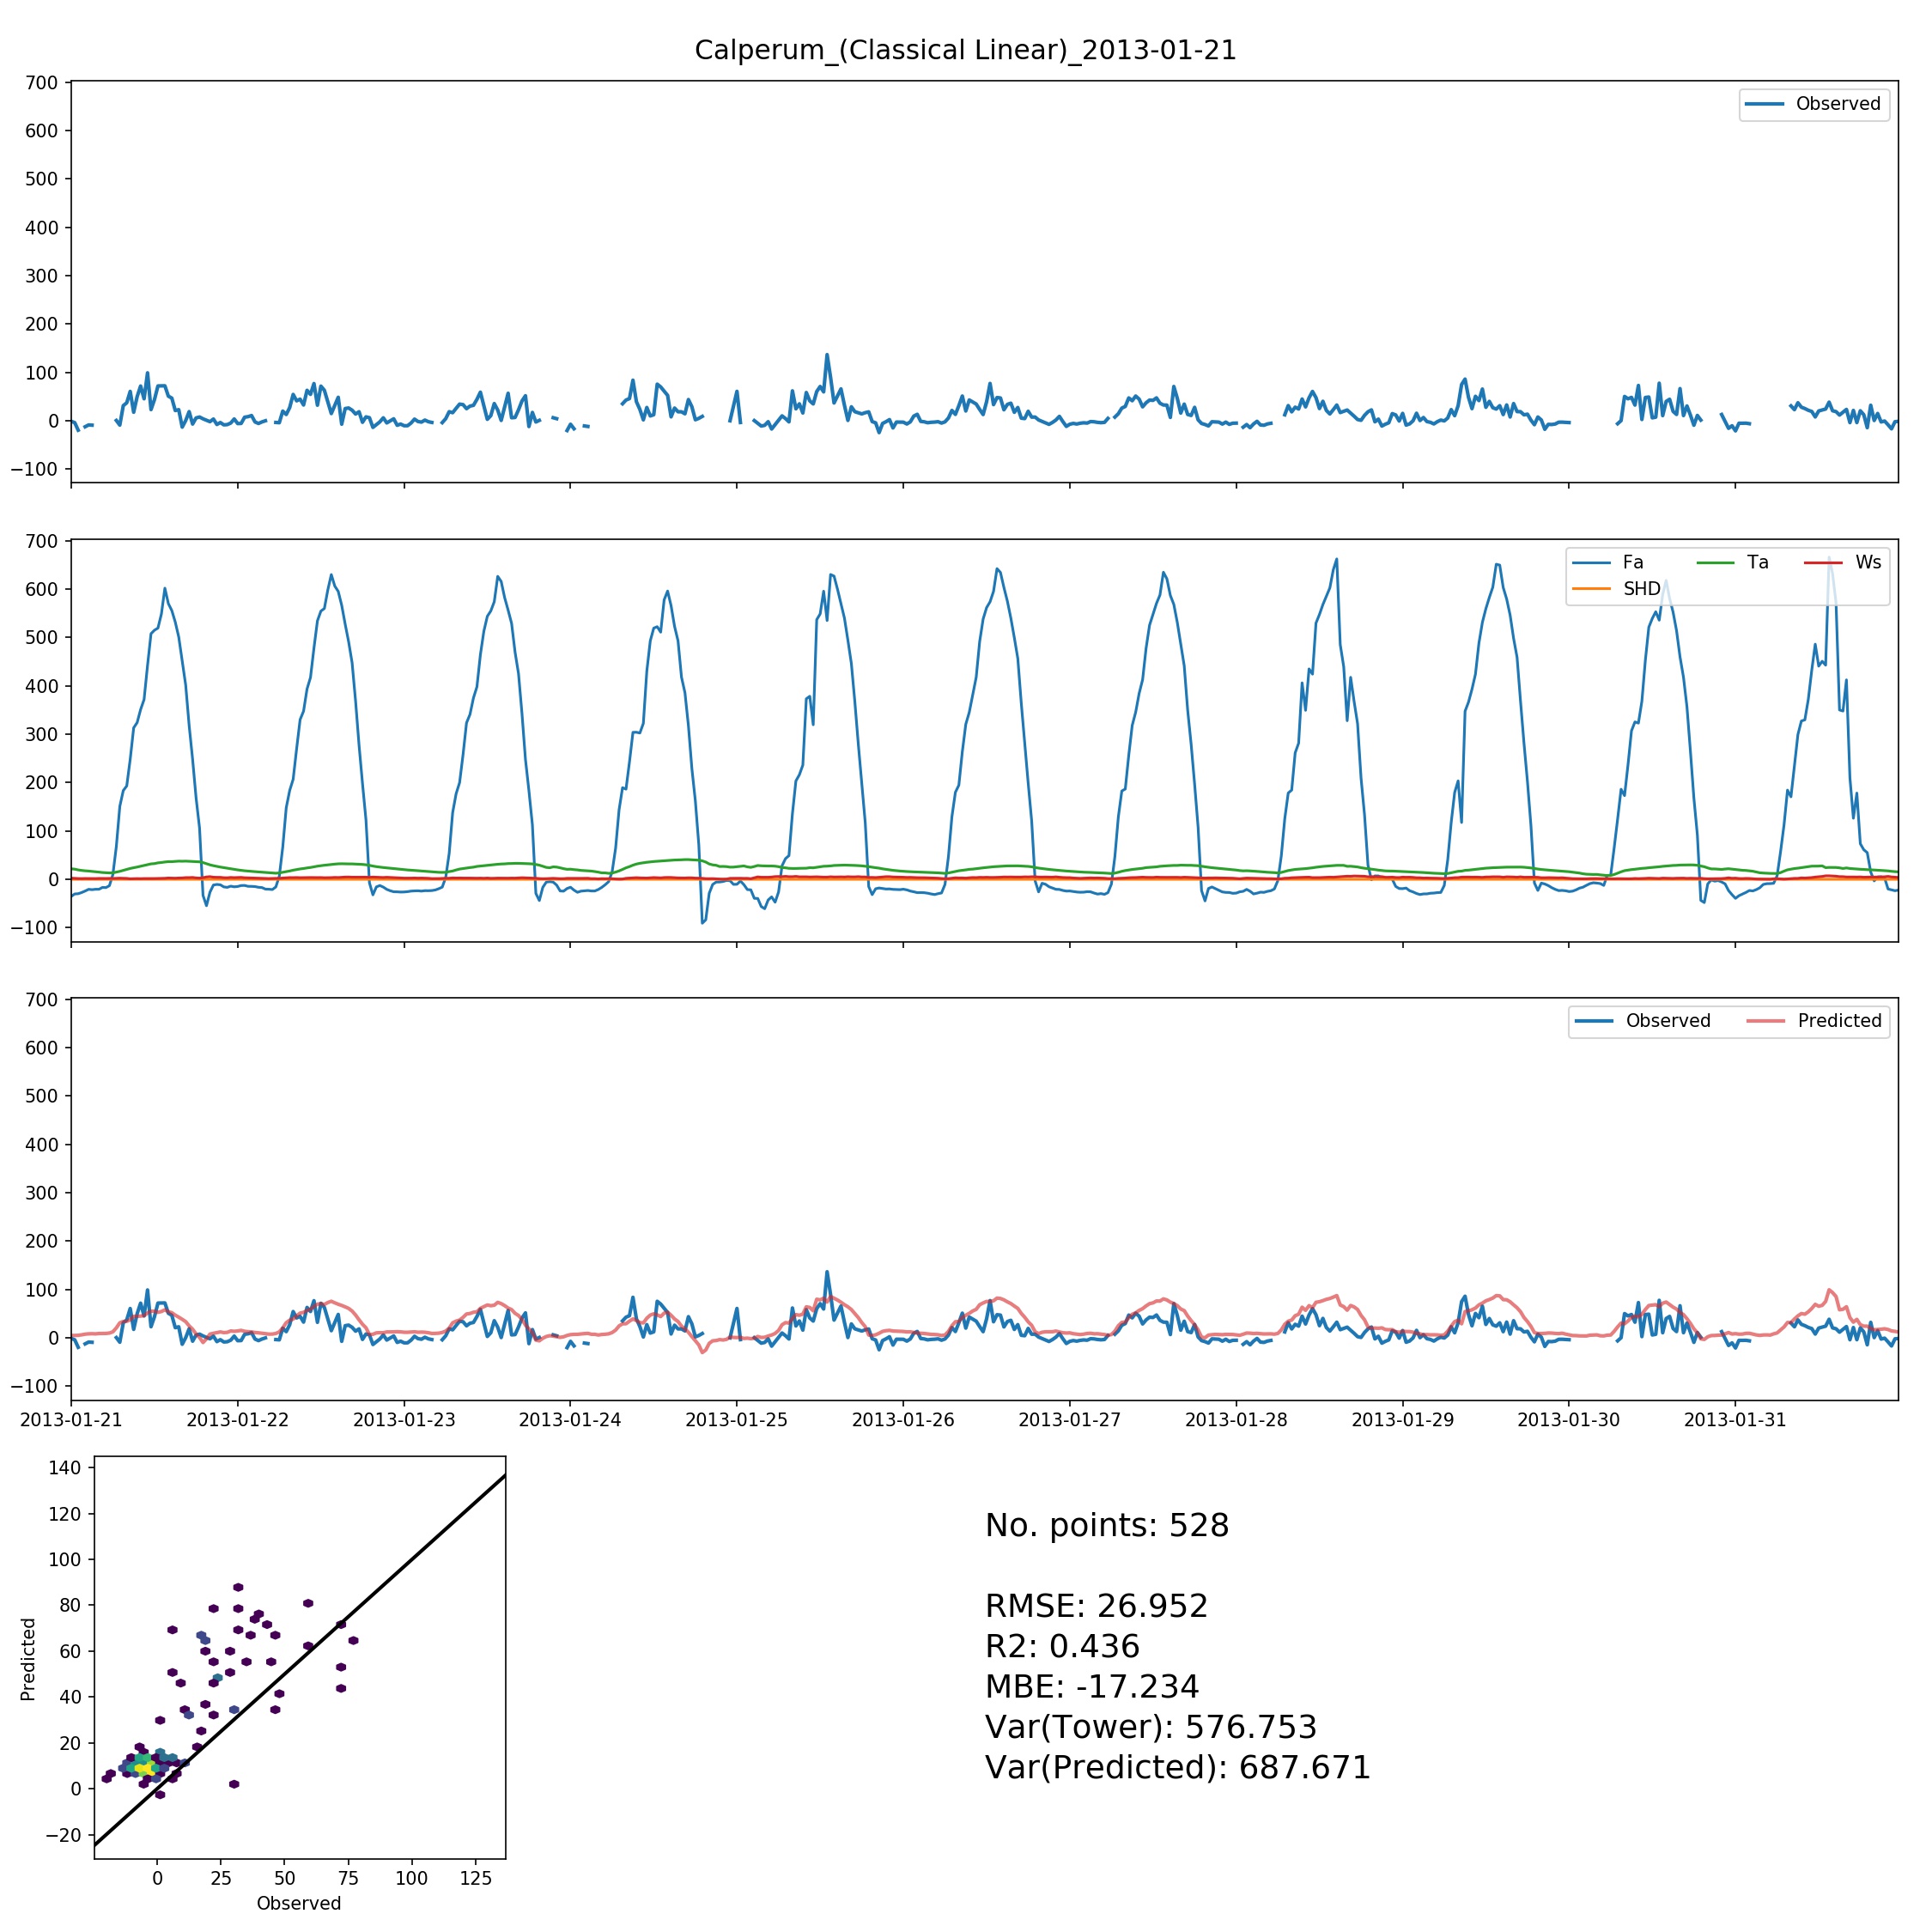 Calperum_(Classical Linear)_2013-01-21
700
600
500
400
300
200
100
0
−100
Observed
700
600
500
400
300
200
100
0
−100
Fa Ta Ws
SHD
700
600
500
400
300
200
100
0
−100
Observed Predicted
2013-01-21 2013-01-22 2013-01-23 2013-01-24 2013-01-25 2013-01-26 2013-01-27 2013-01-28 2013-01-29 2013-01-30 2013-01-31
140
120
100
80
60
40
20
0
−20
Predicted
0 25 50 75 100 125
Observed
No. points: 528
RMSE: 26.952
R2: 0.436
MBE: -17.234
Var(Tower): 576.753
Var(Predicted): 687.671